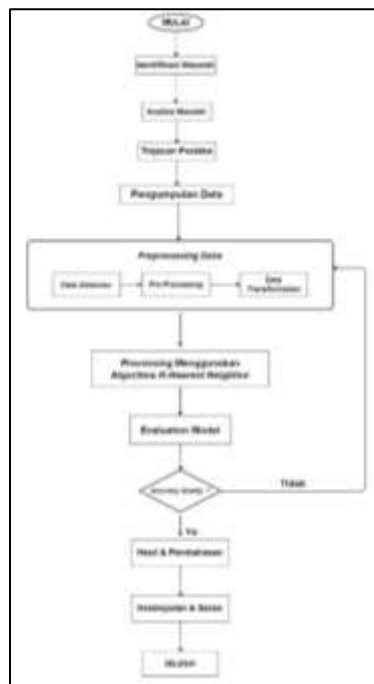 MULAI
Identifikasi Masalah
Analisis Masalah
Tinjauan Pustaka
Pengumpulan Data
Preprocessing Data
Data Selection
Pre-Processing
Data
Transformation
Processing Menggunakan
Algoritma K-Nearest Neighbor
Evaluation Model
Tidak
Ya
Hasil & Pembahasan
Kesimpulan & Saran
SELESAI